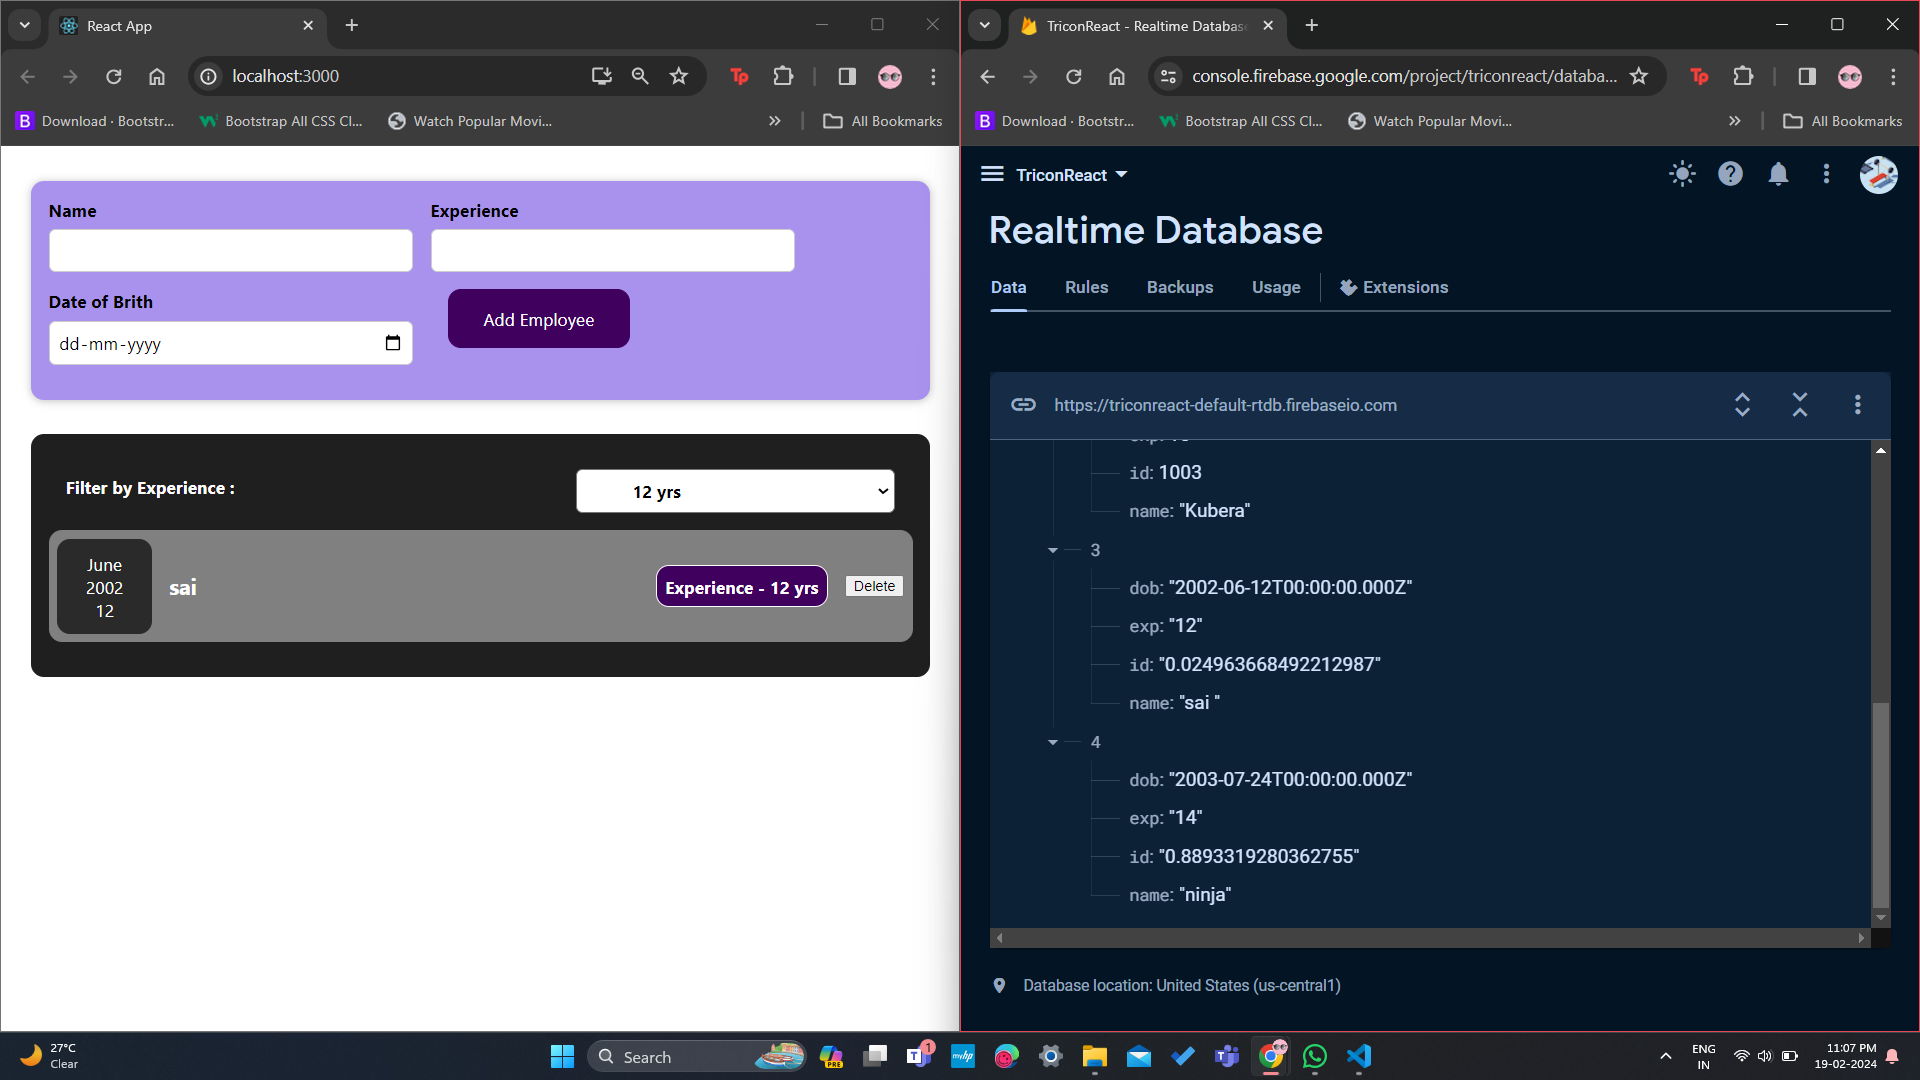 React App
localhost:3000
Download · Bootstr...
Bootstrap All CSS Cl...
Watch Popular Movi...
All Bookmarks
Name
Experience
Date of Brith
dd-mm-yyyy
Add Employee
Filter by Experience :
12 yrs
June
2002
12
sai
Experience - 12 yrs
Delete
TriconReact - Realtime Databas
console.firebase.google.com/project/triconreact/databa...
Download · Bootstr...
Bootstrap All CSS Cl...
Watch Popular Movi...
All Bookmarks
TriconReact
Realtime Database
Data
Rules
Backups
Usage
Extensions
https://triconreact-default-rtdb.firebaseio.com
id: 1003
name: "Kubera"
3
dob: "2002-06-12T00:00:00.000Z"
exp: "12"
id: "0.024963668492212987"
name: "sai "
4
dob: "2003-07-24T00:00:00.000Z"
exp: "14"
id: "0.8893319280362755"
name: "ninja"
Database location: United States (us-central1)
27°C
Clear
Search
PRE
1
myhp
ENG
IN
11:07 PM
19-02-2024